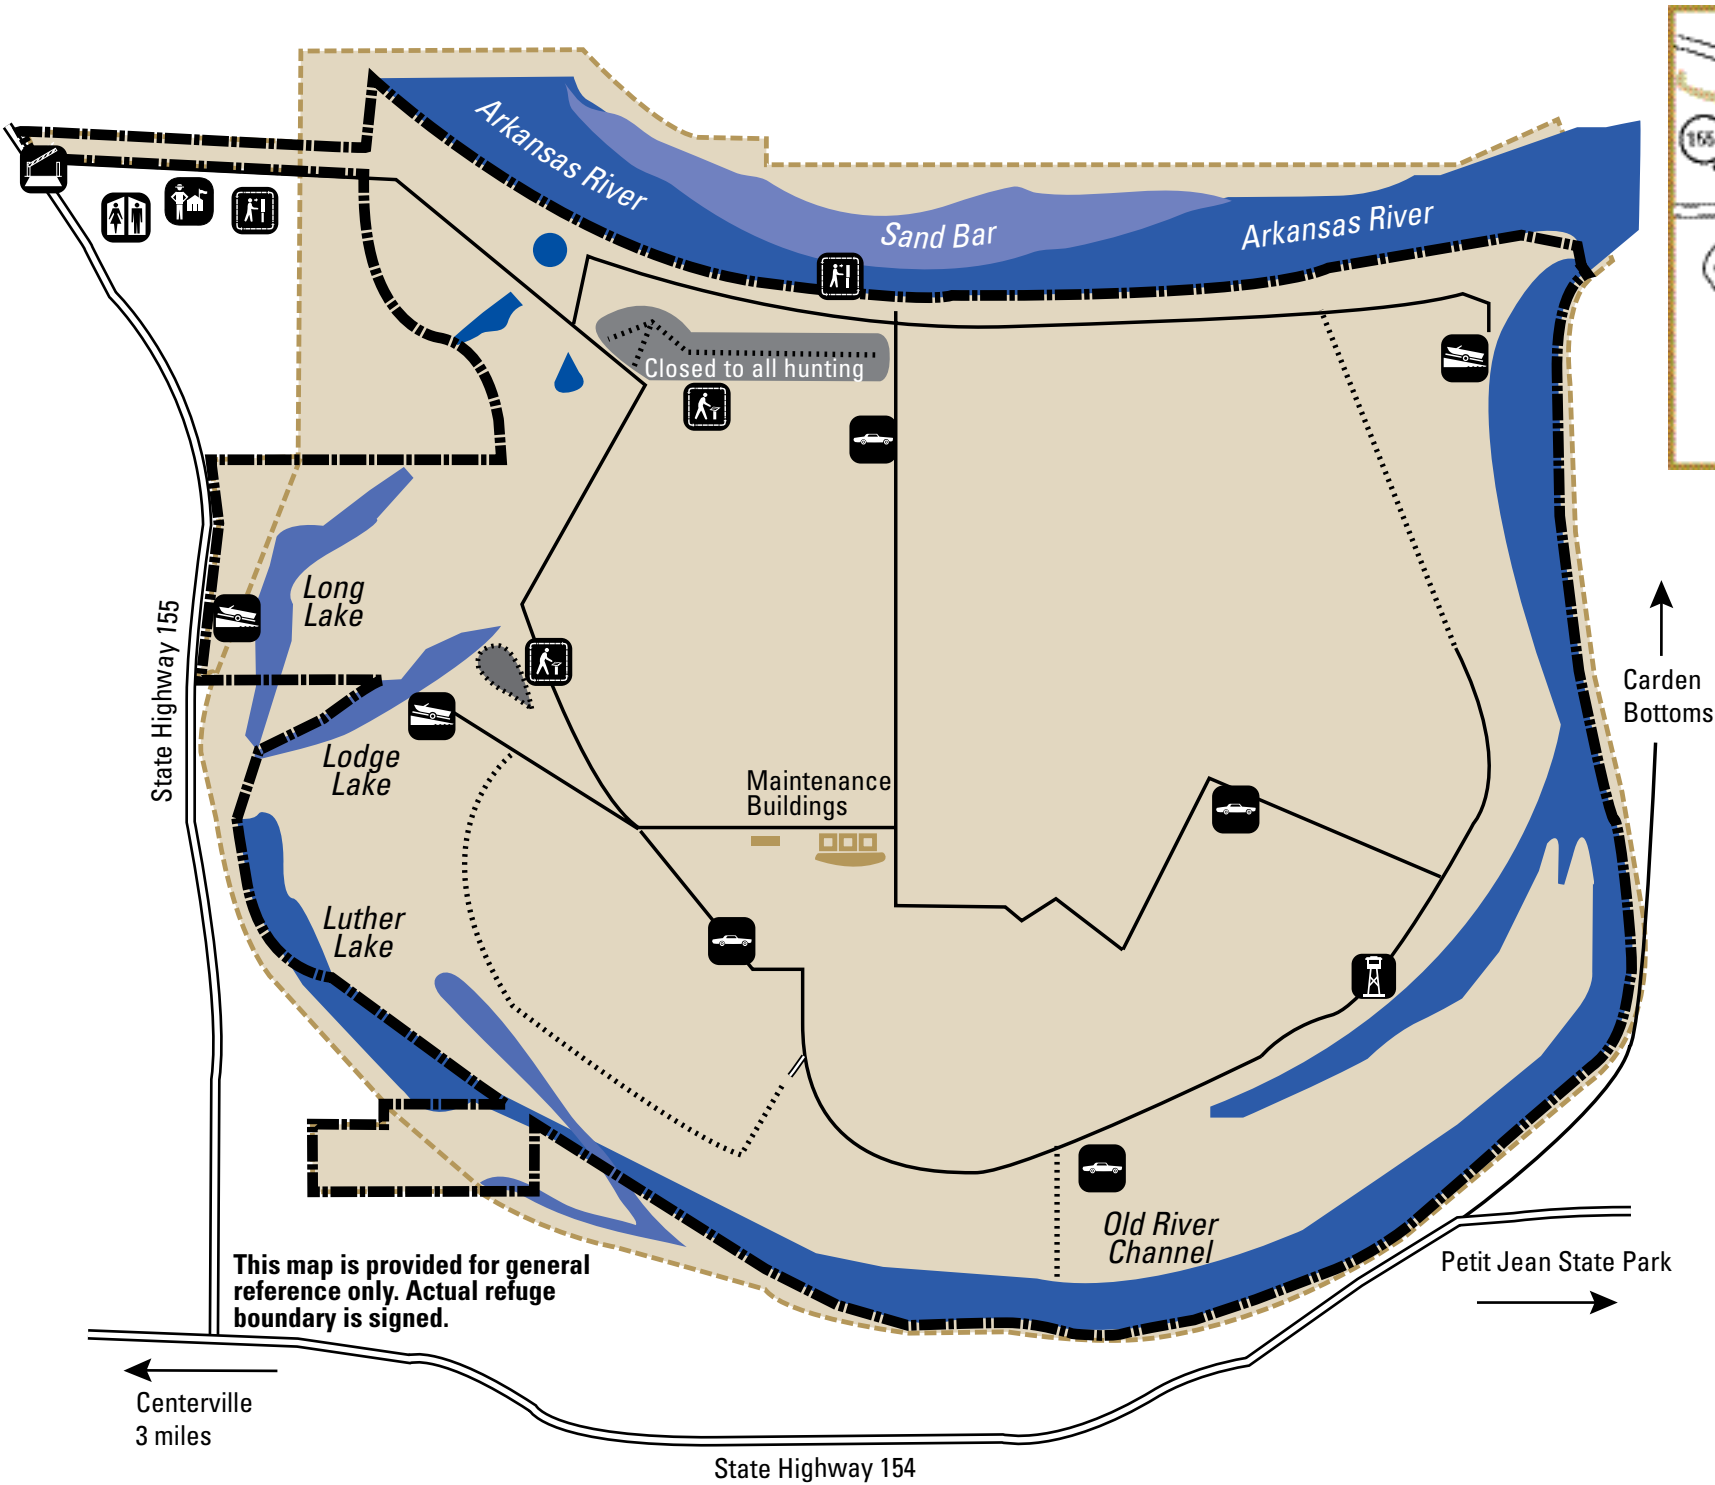 Arkansas River
Sand Bar
Arkansas River
155
Closed to all hunting
Long
Lake
State Highway 155
Lodge
Lake
Maintenance
Buildings
Carden
Bottoms
Luther
Lake
Old River
Channel
This map is provided for general
reference only. Actual refuge
boundary is signed.
Petit Jean State Park
Centerville
3 miles
State Highway 154